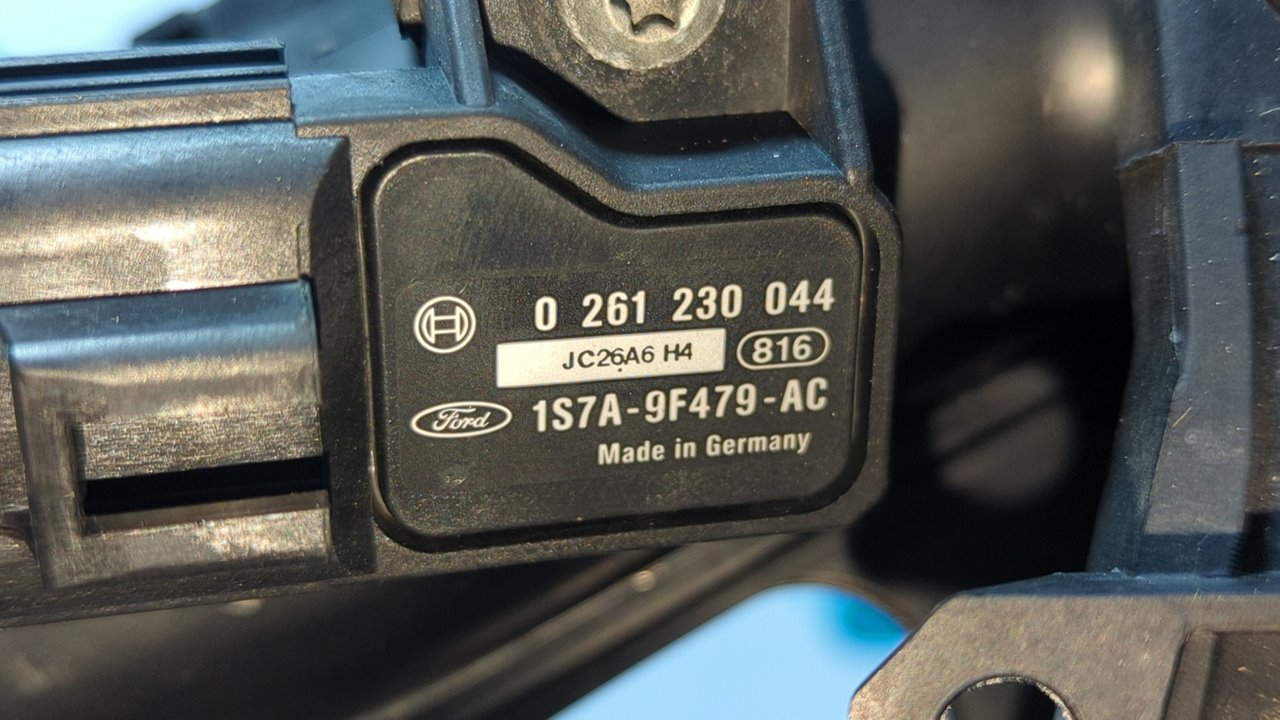 0 261 230 044
JC26A6 H4 816
Ford 1S7A-9F479-AC
Made in Germany